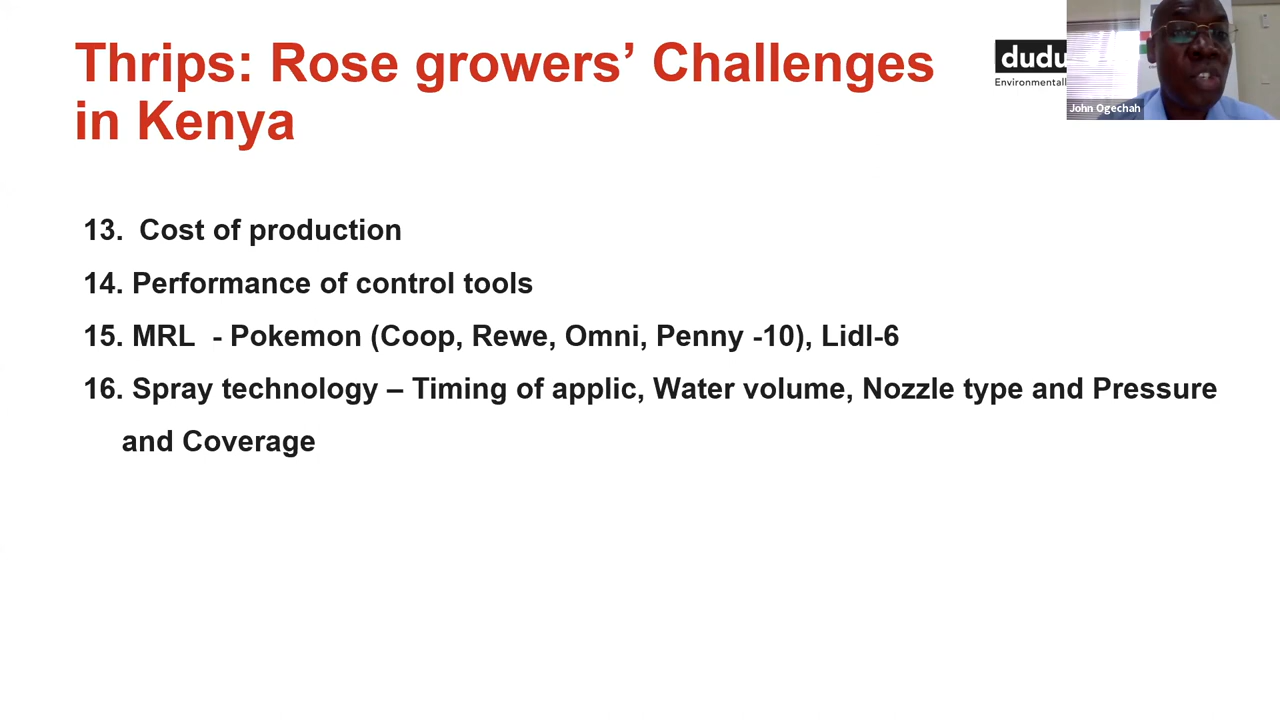 Thrips: Rose growers’ Challenges
in Kenya
dudu
Environmental
John Ogechah
13. Cost of production
14. Performance of control tools
15. MRL - Pokemon (Coop, Rewe, Omni, Penny -10), Lidl-6
16. Spray technology – Timing of applic, Water volume, Nozzle type and Pressure
and Coverage